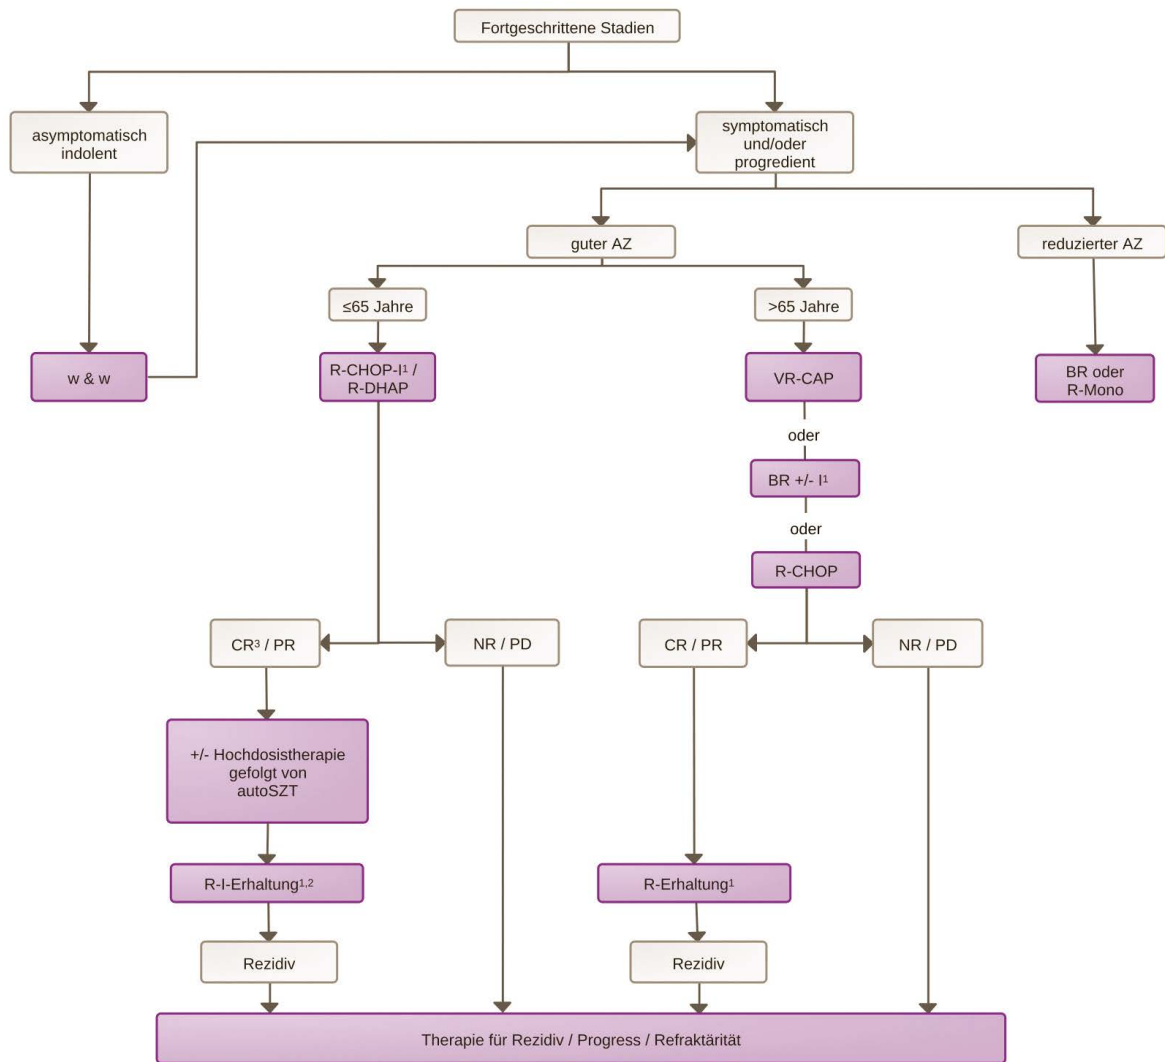 Fortgeschrittene Stadien
asymptomatisch
indolent
symptomatisch
und/oder
progredient
guter AZ
reduzierter AZ
≤65 Jahre
>65 Jahre
w & w
R-CHOP-I¹ /
R-DHAP
VR-CAP
BR oder
R-Mono
oder
BR +/- I¹
oder
R-CHOP
CR³ / PR
NR / PD
CR / PR
NR / PD
+/- Hochdosistherapie
gefolgt von
autoSZT
R-I-Erhaltung¹,²
R-Erhaltung¹
Rezidiv
Rezidiv
Therapie für Rezidiv / Progress / Refraktärität